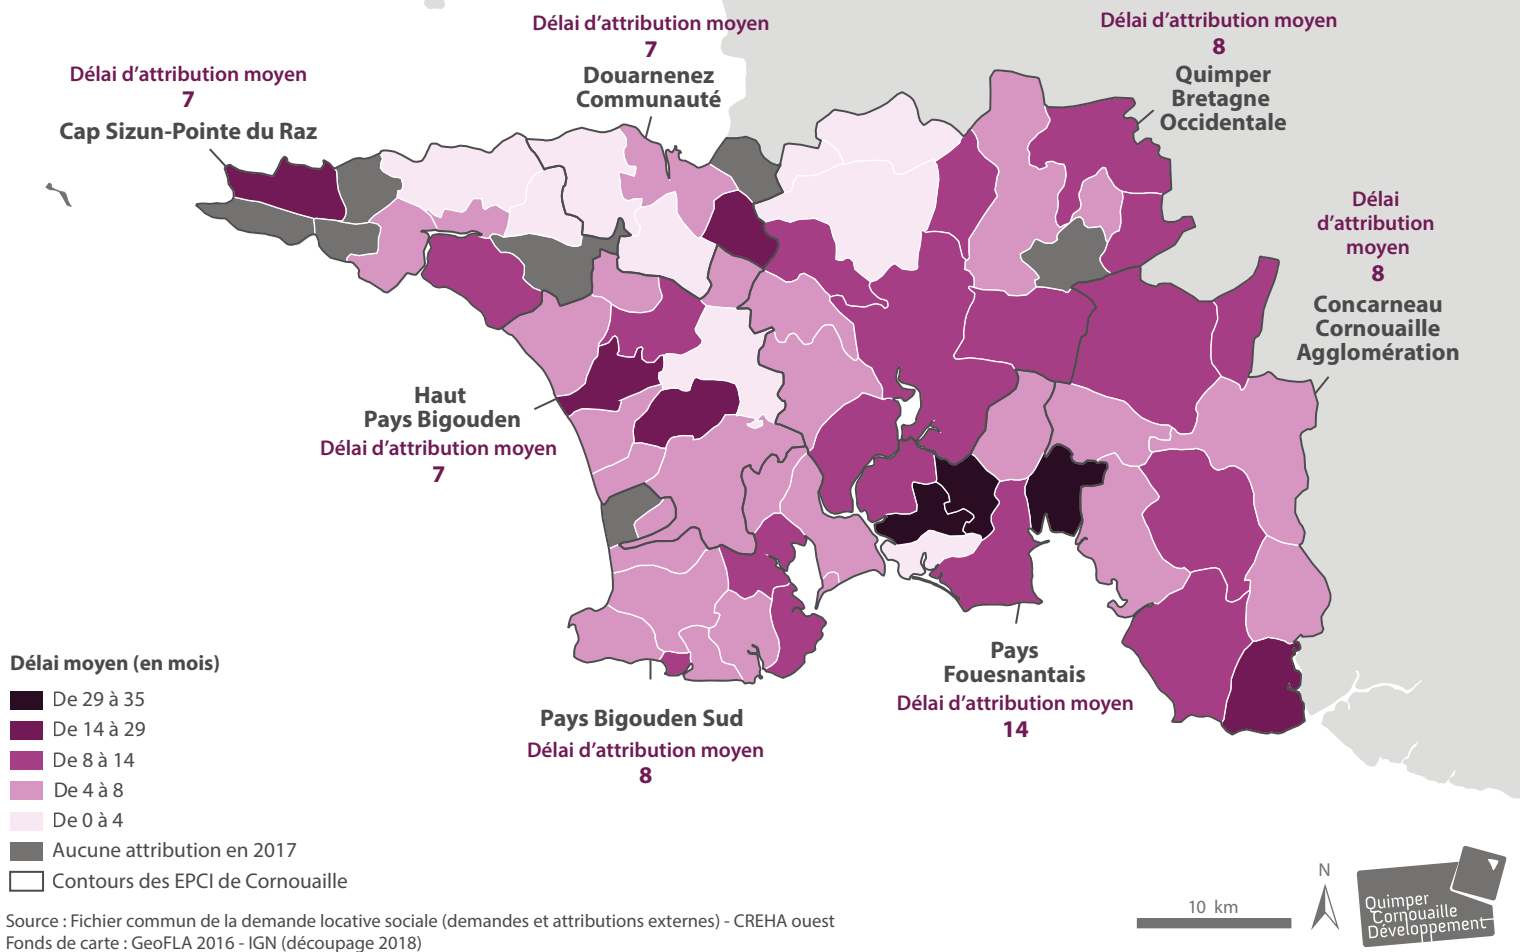 Délai d'attribution moyen
7
Cap Sizun-Pointe du Raz
Délai d'attribution moyen
7
Douarnenez
Communauté
Délai d'attribution moyen
8
Quimper
Bretagne
Occidentale
Délai
d'attribution
moyen
8
Concarneau
Cornouaille
Agglomération
Haut
Pays Bigouden
Délai d'attribution moyen
7
Pays
Fouesnantais
Délai d'attribution moyen
14
Pays Bigouden Sud
Délai d'attribution moyen
8
Délai moyen (en mois)
De 29 à 35
De 14 à 29
De 8 à 14
De 4 à 8
De 0 à 4
Aucune attribution en 2017
Contours des EPCI de Cornouaille
Source : Fichier commun de la demande locative sociale (demandes et attributions externes) - CREHA ouest
Fonds de carte : GeoFLA 2016 - IGN (découpage 2018)
10 km
N
Quimper
Cornouaille
Développement